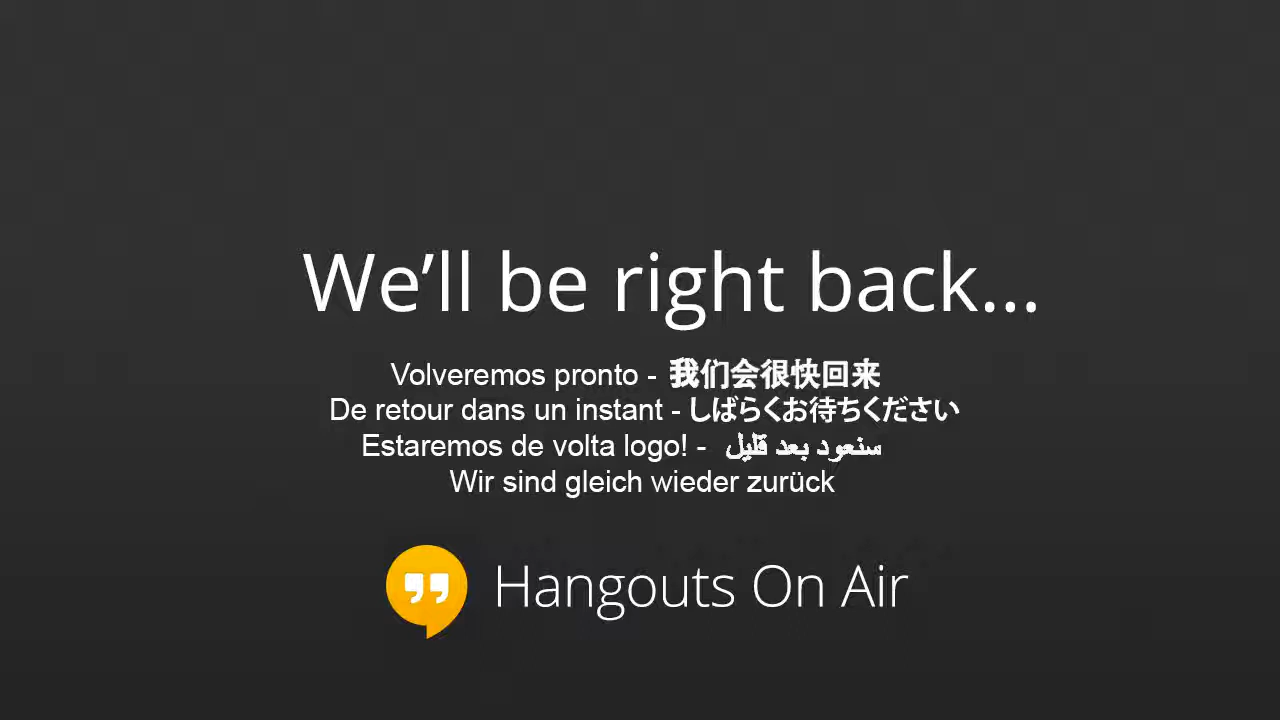 We'll be right back...
Volveremos pronto - 我们会很快回来
De retour dans un instant - しばらくお待ちください
Estaremos de volta logo! - سنعود بعد قليل
Wir sind gleich wieder zurück
Hangouts On Air